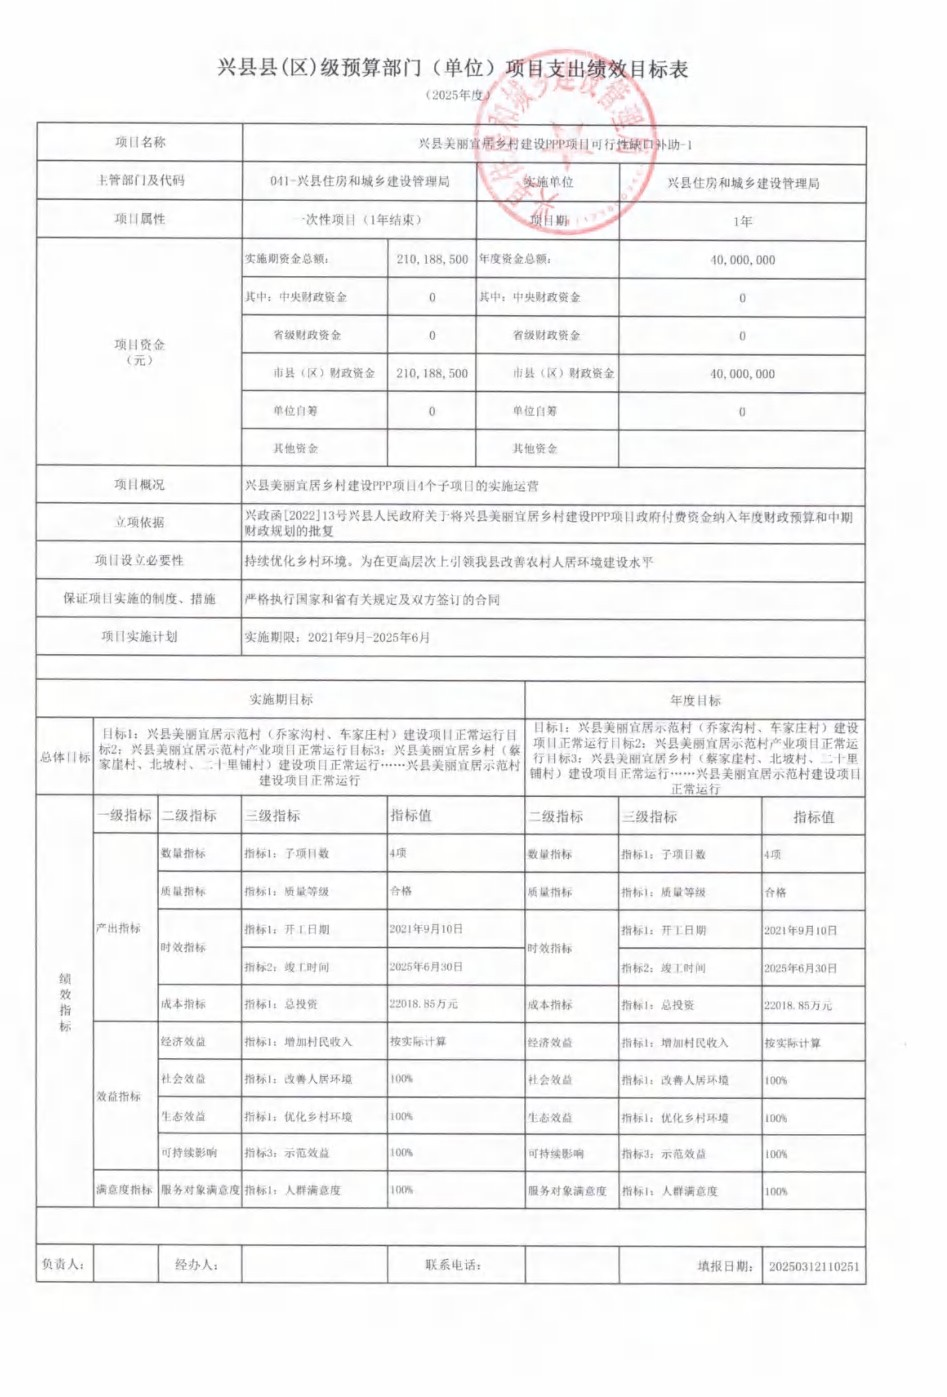 兴县县(区)级预算部门（单位）项目支出绩效目标表
（2025年度）
项目名称 兴县美丽宜居乡村建设PPP项目可行性缺口补助-1
主管部门及代码 041-兴县住房和城乡建设管理局 实施单位 兴县住房和城乡建设管理局
项目属性 一次性项目（1年结束） 项目期 1年
项目资金
（元）
实施期资金总额： 210,188,500 年度资金总额： 40,000,000
其中：中央财政资金 0 其中：中央财政资金 0
省级财政资金 0 省级财政资金 0
市县（区）财政资金 210,188,500 市县（区）财政资金 40,000,000
单位自筹 0 单位自筹 0
其他资金 其他资金
项目概况 兴县美丽宜居乡村建设PPP项目4个子项目的实施运营
立项依据 兴政函[2022]13号兴县人民政府关于将兴县美丽宜居乡村建设PPP项目政府付费资金纳入年度财政预算和中期
财政规划的批复
项目设立必要性 持续优化乡村环境，为在更高层次上引领我县改善农村人居环境建设水平
保证项目实施的制度、措施 严格执行国家和省有关规定及双方签订的合同
项目实施计划 实施期限：2021年9月-2025年6月
实施期目标 年度目标
总体目标
目标1：兴县美丽宜居示范村（乔家沟村、车家庄村）建设项目正常运行目
标2：兴县美丽宜居示范村产业项目正常运行目标3：兴县美丽宜居乡村（蔡
家崖村、北坡村、二十里铺村）建设项目正常运行……兴县美丽宜居示范村
建设项目正常运行
目标1：兴县美丽宜居示范村（乔家沟村、车家庄村）建设
项目正常运行目标2：兴县美丽宜居示范村产业项目正常运
行目标3：兴县美丽宜居乡村（蔡家崖村、北坡村、二十里
铺村）建设项目正常运行……兴县美丽宜居示范村建设项目
正常运行
绩效指标
一级指标 二级指标 三级指标 指标值 二级指标 三级指标 指标值
产出指标
数量指标 指标1：子项目数 4项 数量指标 指标1：子项目数 4项
质量指标 指标1：质量等级 合格 质量指标 指标1：质量等级 合格
时效指标 指标1：开工日期 2021年9月10日 时效指标 指标1：开工日期 2021年9月10日
指标2：竣工时间 2025年6月30日 指标2：竣工时间 2025年6月30日
成本指标 指标1：总投资 22018.85万元 成本指标 指标1：总投资 22018.85万元
效益指标
经济效益 指标1：增加村民收入 按实际计算 经济效益 指标1：增加村民收入 按实际计算
社会效益 指标1：改善人居环境 100% 社会效益 指标1：改善人居环境 100%
生态效益 指标1：优化乡村环境 100% 生态效益 指标1：优化乡村环境 100%
可持续影响 指标3：示范效益 100% 可持续影响 指标3：示范效益 100%
满意度指标 服务对象满意度 指标1：人群满意度 100% 服务对象满意度 指标1：人群满意度 100%
负责人： 经办人： 联系电话： 填报日期： 20250312110251